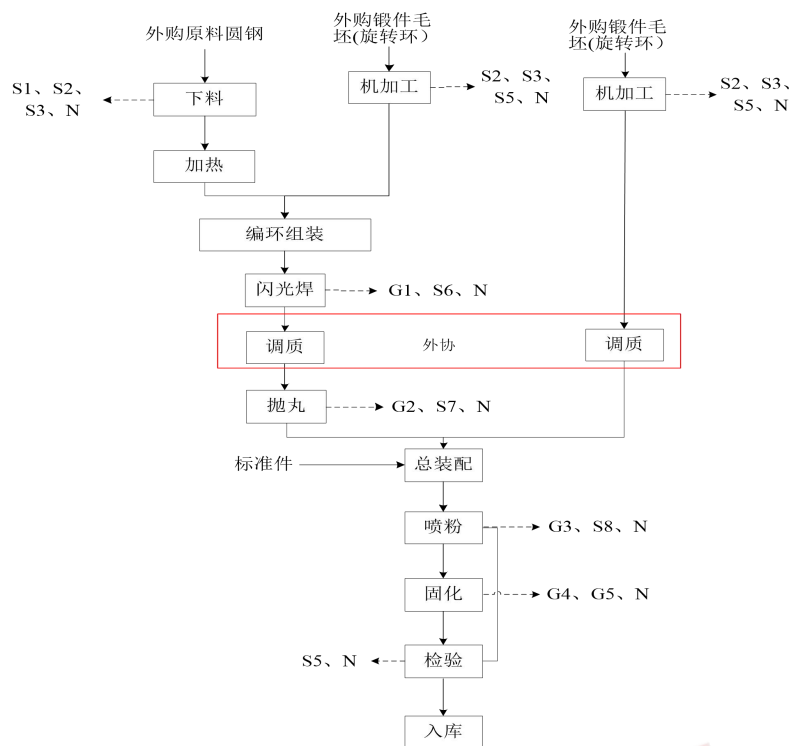 外购原料圆钢
外购锻件毛
坯(旋转环）
外购锻件毛
坯(旋转环）
S1、S2、
S3、N
下料
机加工
S2、S3、
S5、N
机加工
S2、S3、
S5、N
加热
编环组装
闪光焊
G1、S6、N
调质
外协
调质
抛丸
G2、S7、N
标准件
总装配
喷粉
G3、S8、N
固化
G4、G5、N
S5、N
检验
入库